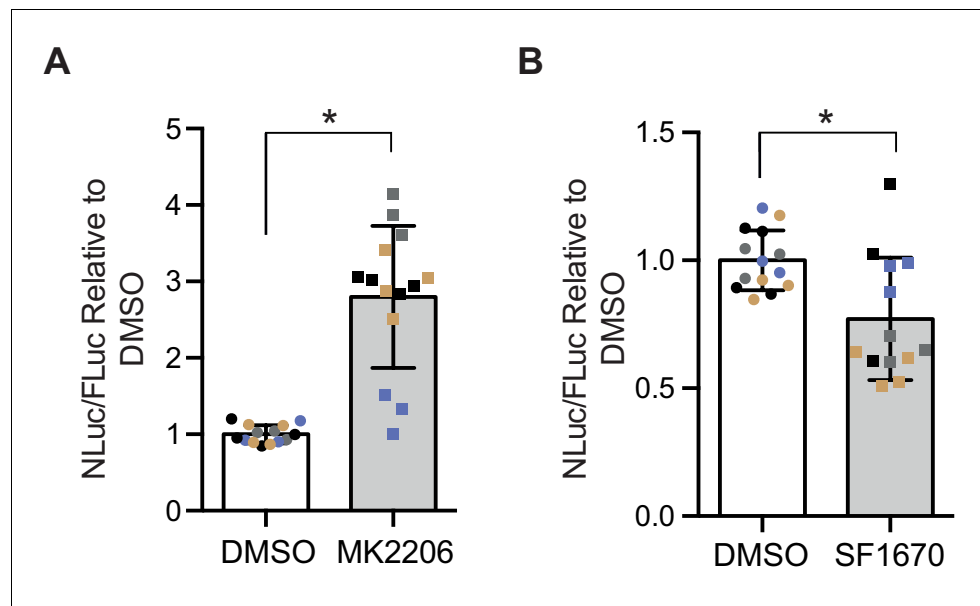 A
NLuc/FLuc Relative to
DMSO
5
4
3
2
1
0
*
DMSO MK2206
B
NLuc/FLuc Relative to
DMSO
1.5
1.0
0.5
0.0
*
DMSO SF1670